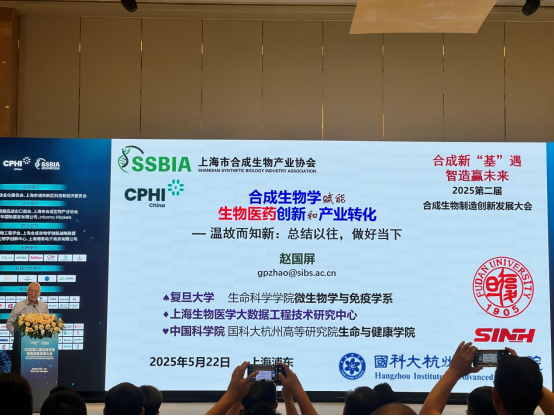 CPHI
SSBIA
SSBIA
上海市合成生物产业协会
SHANGHAI SYNTHETIC BIOLOGY INDUSTRY ASSOCIATION
CPHI
China
合成新“基”遇
智造赢未来
2025第二届
合成生物制造创新发展大会
合成生物学赋能
生物医药创新和产业转化
— 温故而知新：总结以往，做好当下
赵国屏
gpzhao@sibs.ac.cn
♠复旦大学 生命科学学院微生物学与免疫学系
♦上海生物医学大数据工程技术研究中心
♥中国科学院 国科大杭州高等研究院生命与健康学院
2025年5月22日 上海浦东
FUDAN UNIVERSITY
1905
SINH
國科大杭州
Hangzhou Institute Advanced